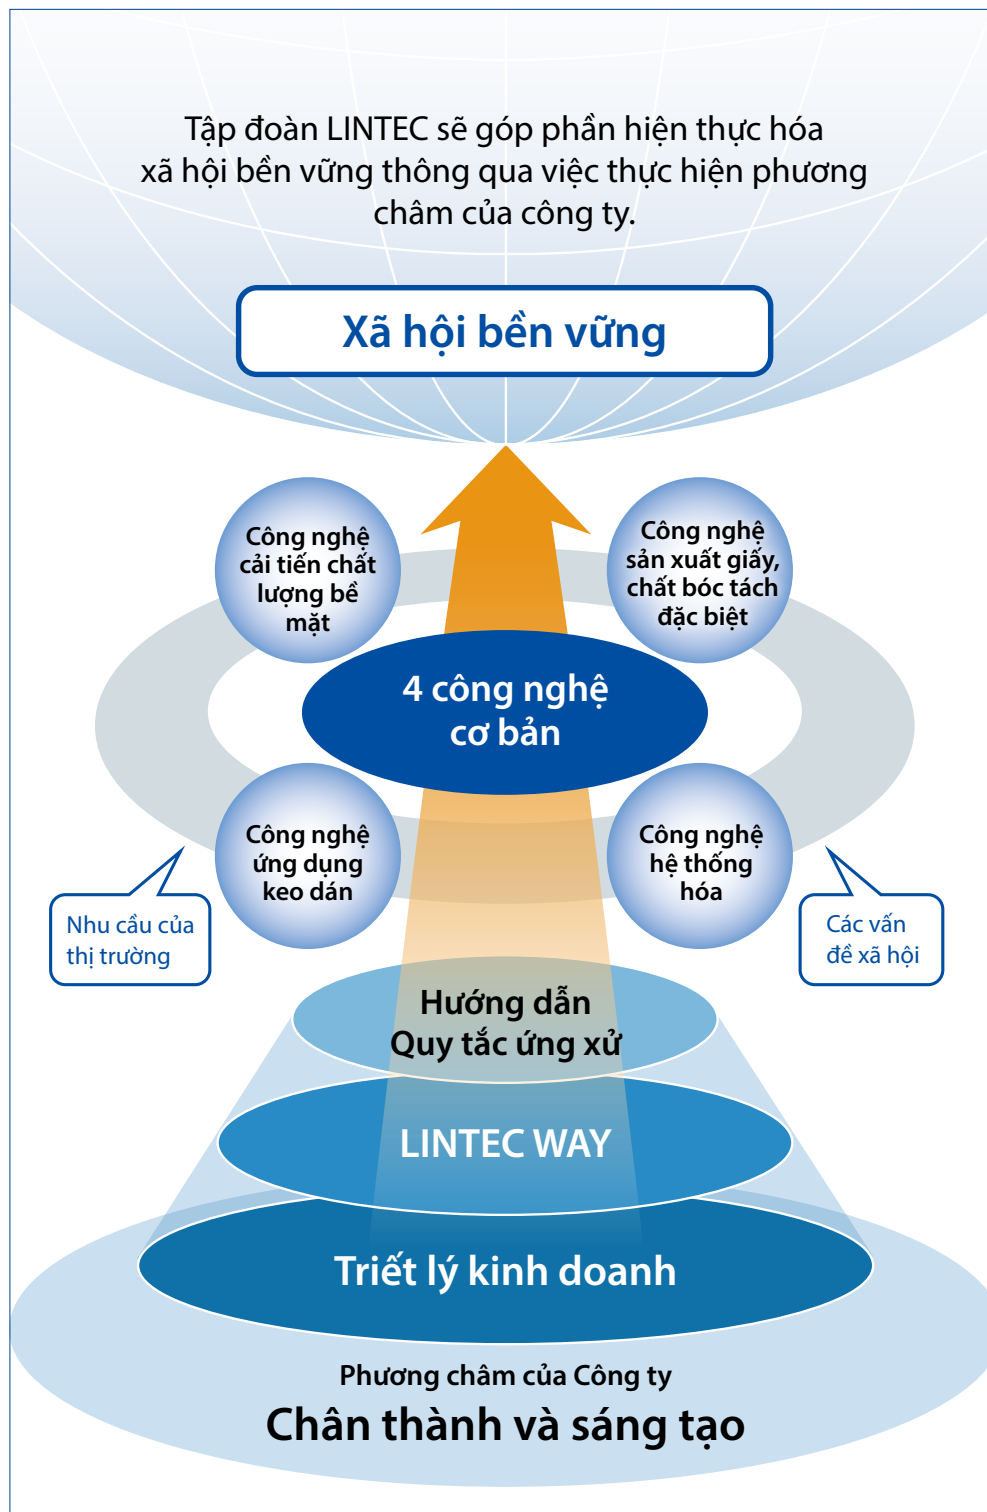 Tập đoàn LINTEC sẽ góp phần hiện thực hóa
xã hội bền vững thông qua việc thực hiện phương
châm của công ty.
Xã hội bền vững
Công nghệ
cải tiến chất
lượng bề
mặt
Công nghệ
sản xuất giấy,
chất bóc tách
đặc biệt
4 công nghệ
cơ bản
Công nghệ
ứng dụng
keo dán
Công nghệ
hệ thống
hóa
Nhu cầu của
thị trường
Các vấn
đề xã hội
Hướng dẫn
Quy tắc ứng xử
LINTEC WAY
Triết lý kinh doanh
Phương châm của Công ty
Chân thành và sáng tạo